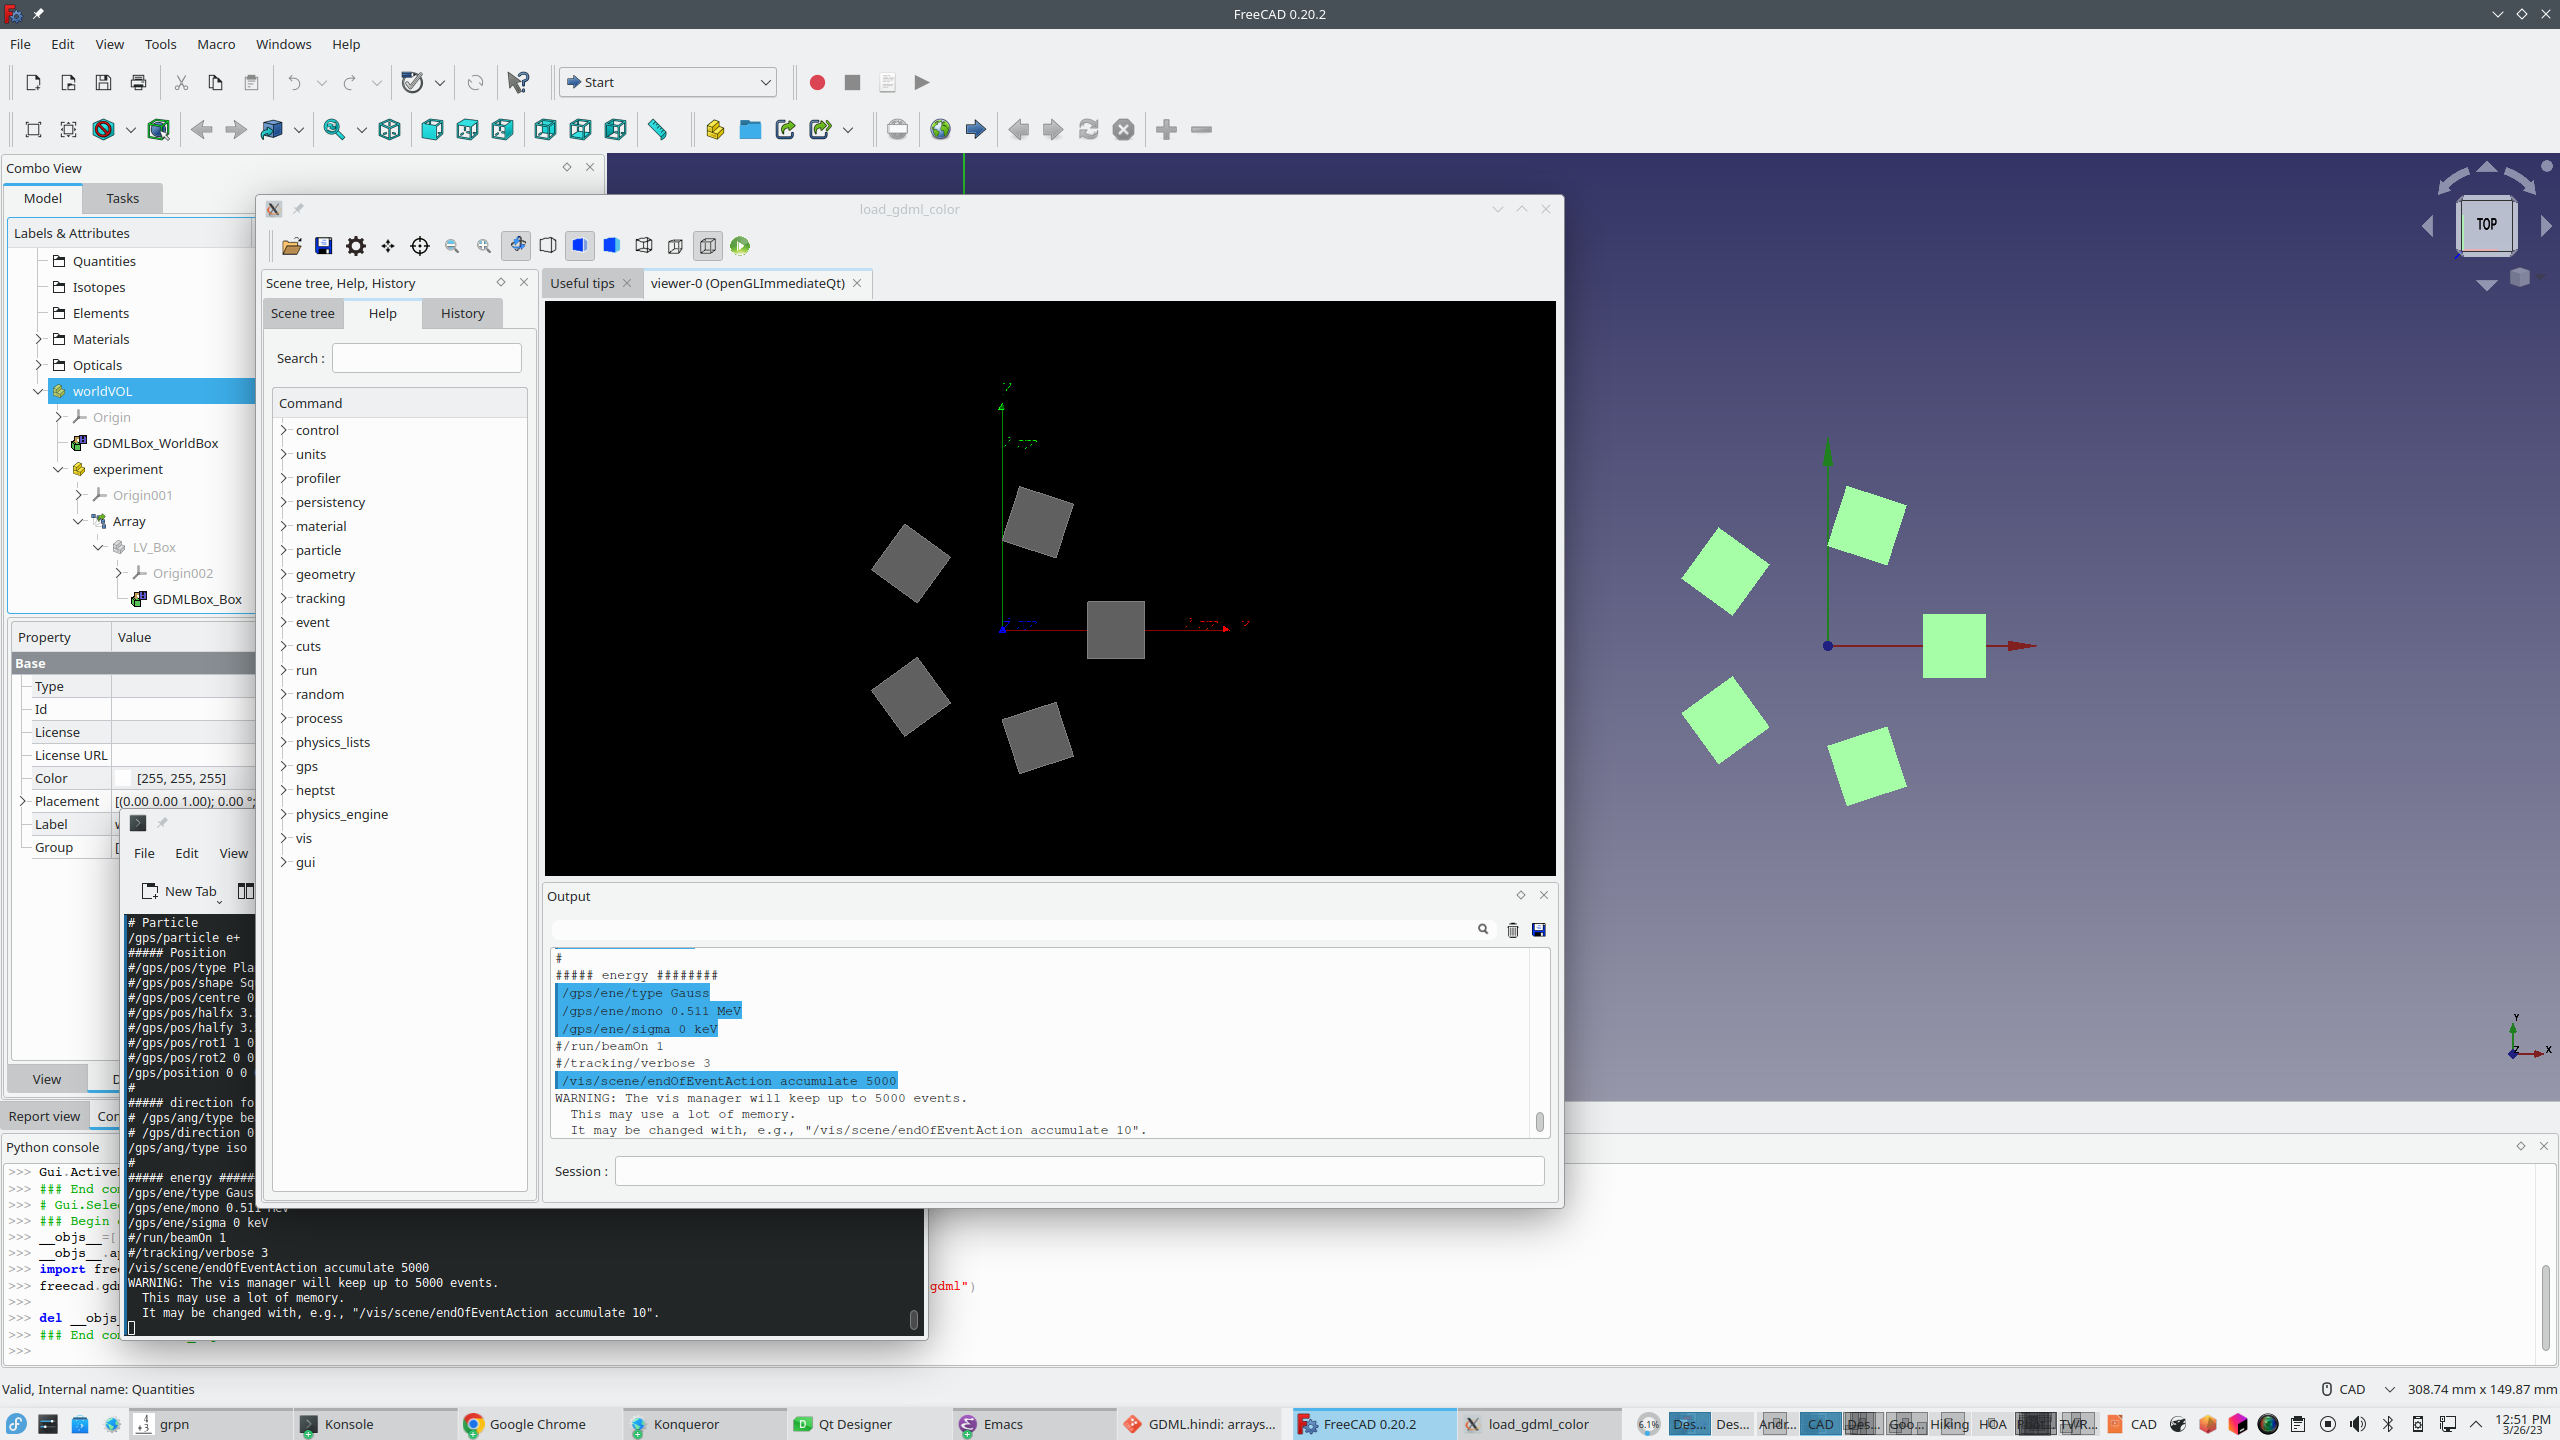 FreeCAD 0.20.2
File Edit View Tools Macro Windows Help
Start
Combo View
Model Tasks
Labels & Attributes
Quantities
Isotopes
Elements
Materials
Opticals
worldVOL
Origin
GDMLBox_WorldBox
experiment
Origin001
Array
LV_Box
Origin002
GDMLBox_Box
Property Value
Base
Type
Id
License
License URL
Color [255, 255, 255]
Placement [(0.00 0.00 1.00); 0.00 °;
Label
Group [
View
Report view
Python console
>>> Gui.Active
>>> ### End co
>>> # Gui.Sele
>>> ### Begin
>>> __objs__=[
>>> __objs__.a
>>> import fre
>>> freecad.gd
gdml")
>>>
>>> del __objs
>>> ### End co
>>>
File Edit View
New Tab
# Particle
/gps/particle e+
##### Position
#/gps/pos/type Pla
#/gps/pos/shape Sq
#/gps/pos/centre 0
#/gps/pos/halfx 3.
#/gps/pos/halfy 3.
#/gps/pos/rot1 1 0
#/gps/pos/rot2 0 0
/gps/position 0 0
#
##### direction fo
# /gps/ang/type be
# /gps/direction 0
/gps/ang/type iso
#
##### energy #####
/gps/ene/type Gaus
/gps/ene/mono 0.511 MeV
/gps/ene/sigma 0 keV
#/run/beamOn 1
#/tracking/verbose 3
/vis/scene/endOfEventAction accumulate 5000
WARNING: The vis manager will keep up to 5000 events.
This may use a lot of memory.
It may be changed with, e.g., "/vis/scene/endOfEventAction accumulate 10".
load_gdml_color
Scene tree, Help, History
Scene tree Help History
Search :
Command
control
units
profiler
persistency
material
particle
geometry
tracking
event
cuts
run
random
process
physics_lists
gps
heptst
physics_engine
vis
gui
Useful tips viewer-0 (OpenGLImmediateQt)
Output
#
##### energy ########
/gps/ene/type Gauss
/gps/ene/mono 0.511 MeV
/gps/ene/sigma 0 keV
#/run/beamOn 1
#/tracking/verbose 3
/vis/scene/endOfEventAction accumulate 5000
WARNING: The vis manager will keep up to 5000 events.
This may use a lot of memory.
It may be changed with, e.g., "/vis/scene/endOfEventAction accumulate 10".
Session :
TOP
Y
Z
X
Valid, Internal name: Quantities
CAD 308.74 mm x 149.87 mm
grpn Konsole Google Chrome Konqueror Qt Designer Emacs GDML.hindi: arrays... FreeCAD 0.20.2 load_gdml_color 6.1% Des... Des... Andr... CAD Des... Goo... Hiking HOA TWR... CAD
12:51 PM
3/26/23